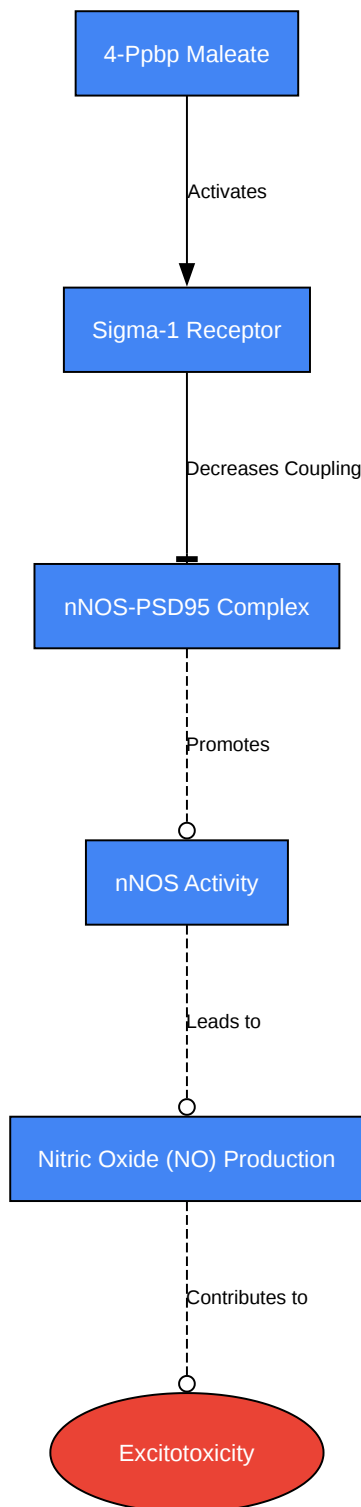 4-Ppbp Maleate
Activates
Sigma-1 Receptor
Decreases Coupling
nNOS-PSD95 Complex
Promotes
nNOS Activity
Leads to
Nitric Oxide (NO) Production
Contributes to
Excitotoxicity